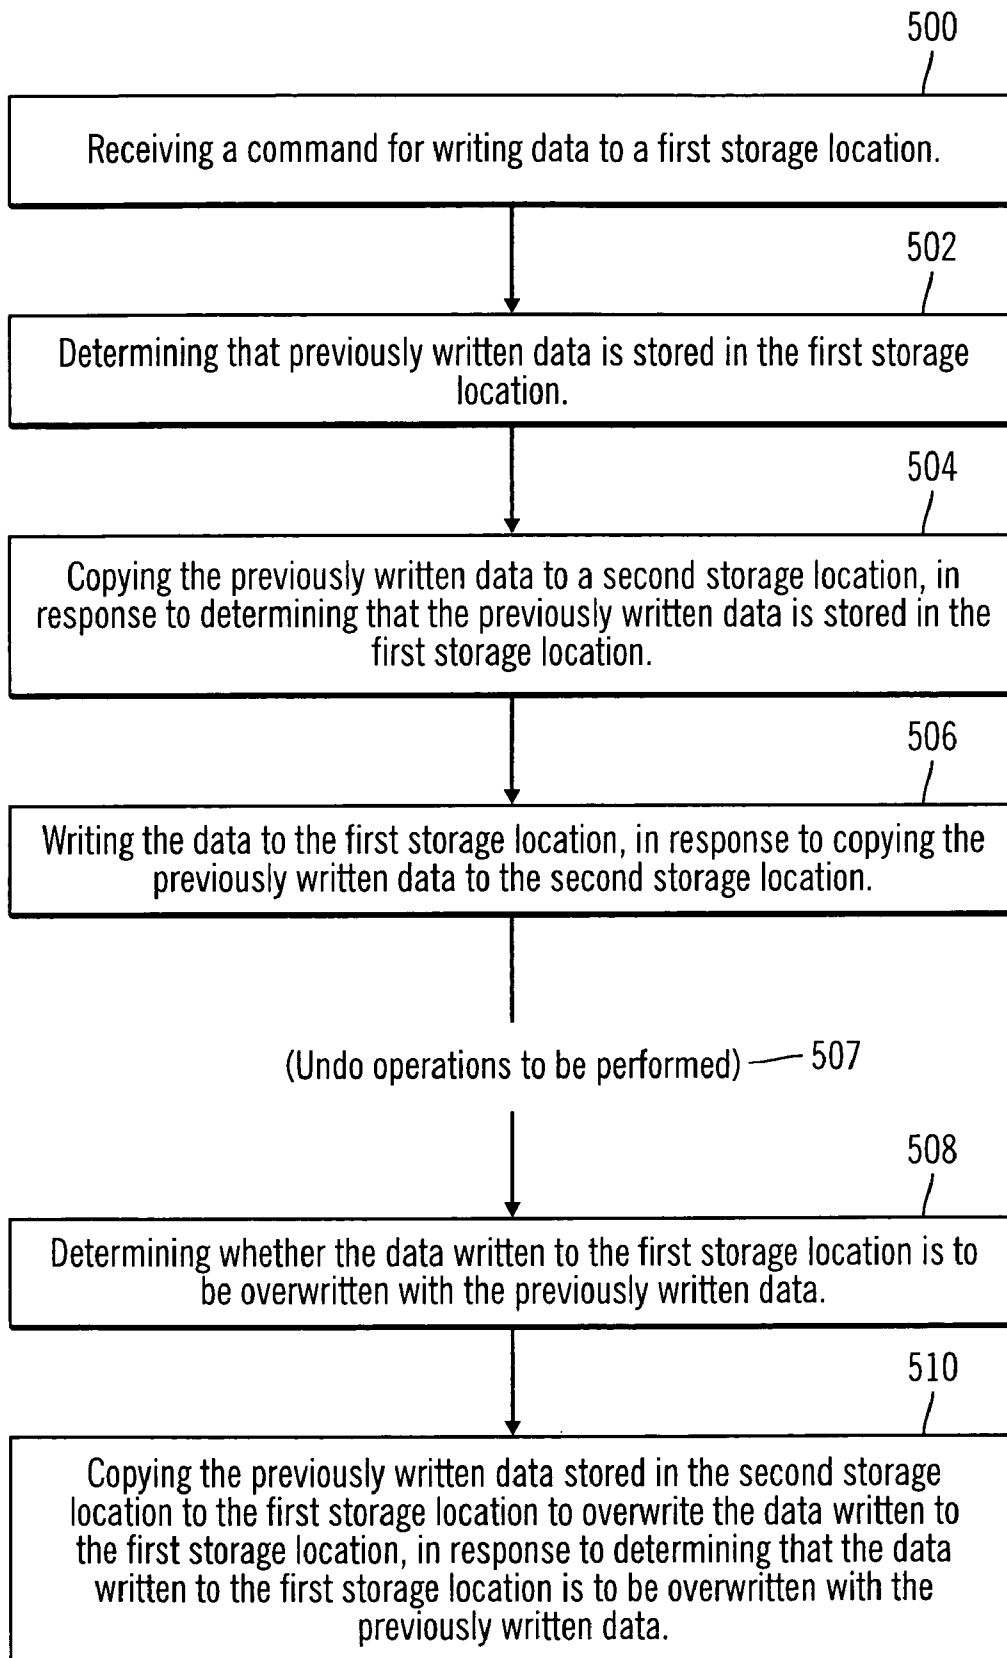 500
Receiving a command for writing data to a first storage location.
502
Determining that previously written data is stored in the first storage
location.
504
Copying the previously written data to a second storage location, in
response to determining that the previously written data is stored in the
first storage location.
506
Writing the data to the first storage location, in response to copying the
previously written data to the second storage location.
(Undo operations to be performed) 507
508
Determining whether the data written to the first storage location is to
be overwritten with the previously written data.
510
Copying the previously written data stored in the second storage
location to the first storage location to overwrite the data written to
the first storage location, in response to determining that the data
written to the first storage location is to be overwritten with the
previously written data.